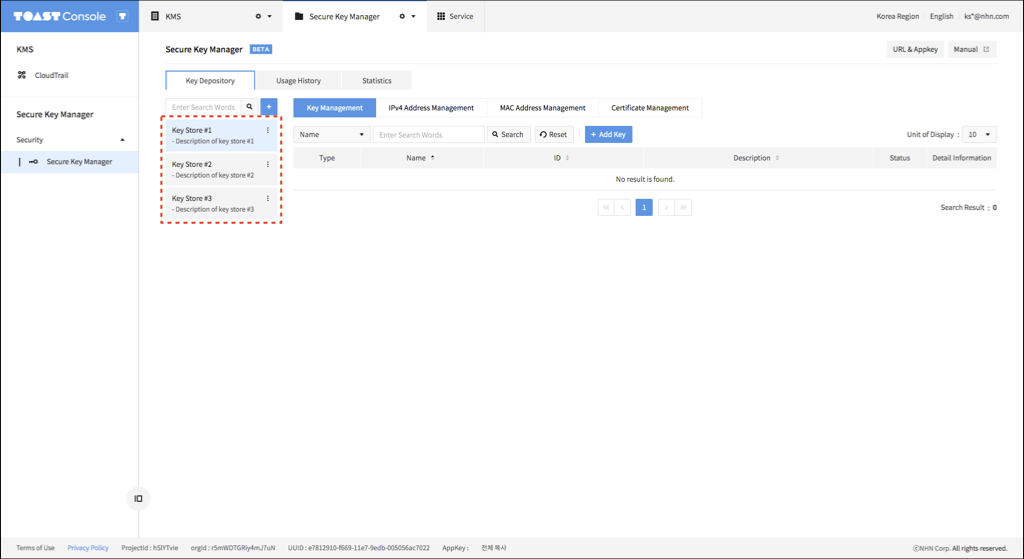 TOAST Console T
KMS
Secure Key Manager
Service
Korea Region
English
ks*@nhn.com
KMS
CloudTrail
Secure Key Manager
Security
Secure Key Manager
Secure Key Manager BETA
URL & Appkey
Manual
Key Depository
Usage History
Statistics
Enter Search Words
+
Key Store #1
- Description of key store #1
Key Store #2
- Description of key store #2
Key Store #3
- Description of key store #3
Key Management
IPv4 Address Management
MAC Address Management
Certificate Management
Name
Enter Search Words
Search
Reset
+ Add Key
Unit of Display : 10
Type
Name
ID
Description
Status
Detail Information
No result is found.
1
Search Result : 0
Terms of Use
Privacy Policy
ProjectId : hSlYTvIe
orgId : r5mWDTGRiy4mJ7uN
UUID : e7812910-f669-11e7-9edb-005056ac7022
AppKey :
전체 복사
ⓒNHN Corp. All rights reserved.